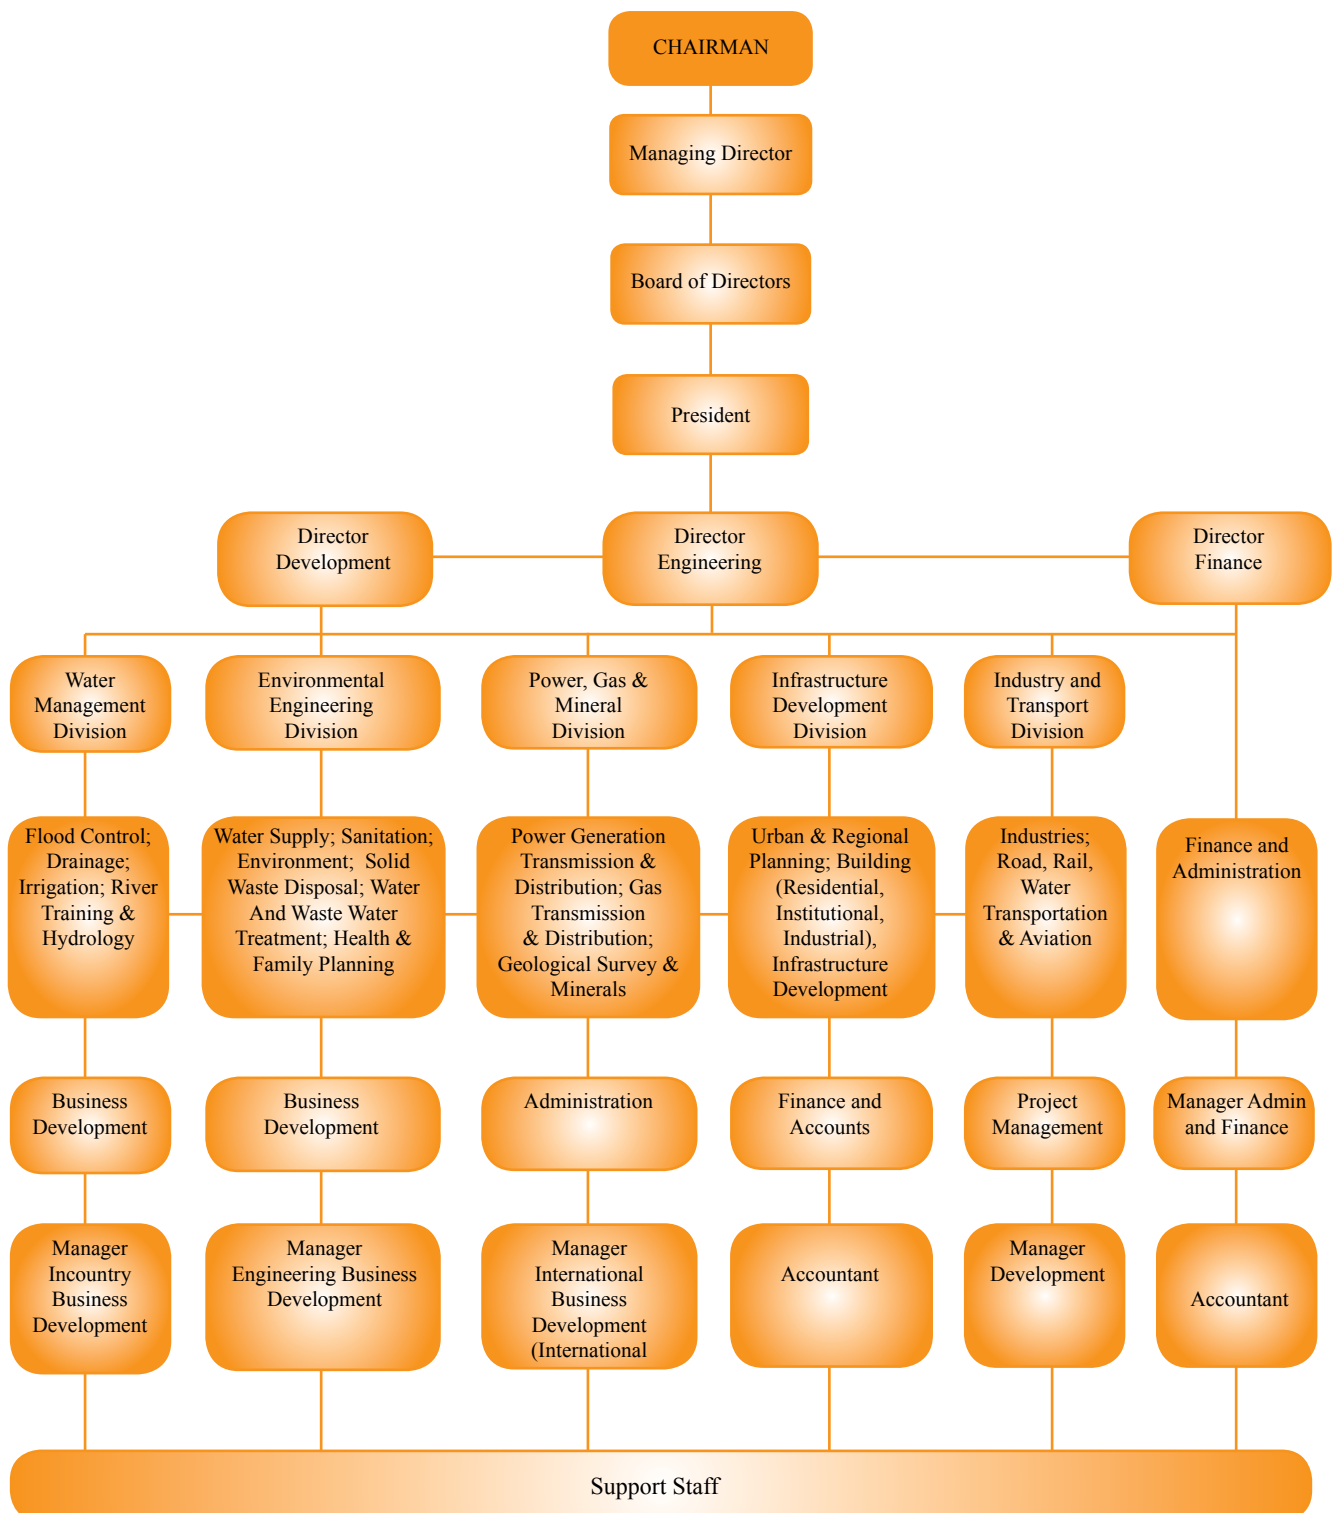 CHAIRMAN
Managing Director
Board of Directors
President
Director
Development
Director
Engineering
Director
Finance
Water
Management
Division
Environmental
Engineering
Division
Power, Gas &
Mineral
Division
Infrastructure
Development
Division
Industry and
Transport
Division
Flood Control;
Drainage;
Irrigation; River
Training &
Hydrology
Water Supply; Sanitation;
Environment; Solid
Waste Disposal; Water
And Waste Water
Treatment; Health &
Family Planning
Power Generation
Transmission &
Distribution; Gas
Transmission
& Distribution;
Geological Survey &
Minerals
Urban & Regional
Planning; Building
(Residential,
Institutional,
Industrial),
Infrastructure
Development
Industries;
Road, Rail,
Water
Transportation
& Aviation
Finance and
Administration
Business
Development
Business
Development
Administration
Finance and
Accounts
Project
Management
Manager Admin
and Finance
Manager
Incountry
Business
Development
Manager
Engineering Business
Development
Manager
International
Business
Development
(International
Accountant
Manager
Development
Accountant
Support Staff